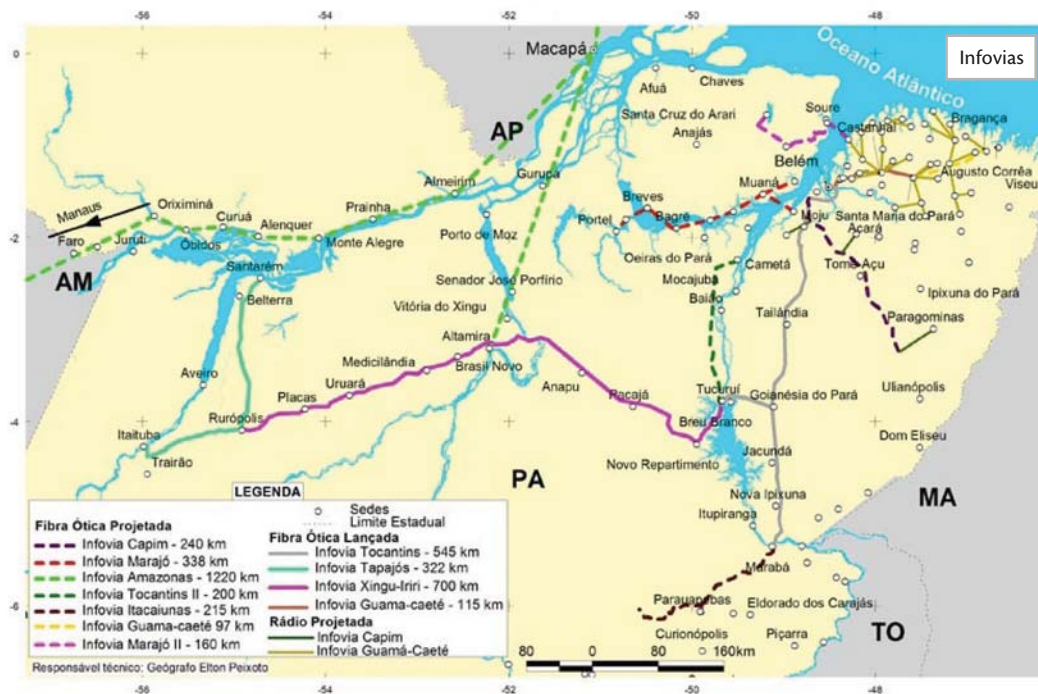 -56
-54
-52
-50
-48
0
Macapá
Infovias
Oceano Atlântico
Afuá
Chaves
Santa Cruz do Arari
Anajás
Soure
Castanhal
Bragança
AP
Belém
Augusto Corrêa
Viseu
Almeirim
Gurupá
Breves
Muaná
Manaus
Oriximiná
Curuá
Alenquer
Prainha
Portel
Bagré
Moju
Santa Maria do Pará
Acará
-2
Faro
Juruti
Óbidos
Monte Alegre
Porto de Moz
Oeiras do Pará
Cametá
Tomé Açu
AM
Santarém
Belterra
Senador José Porfírio
Mocajuba
Baião
Ipixuna do Pará
Vitória do Xingu
Tailândia
Paragominas
Altamira
Medicilândia
Brasil Novo
Aveiro
Uruará
Placas
Anapu
Pacajá
Tucuruí
Goianésia do Pará
Ulianópolis
Rurópolis
-4
Itaituba
Breu Branco
Dom Eliseu
Trairão
Novo Repartimento
Jacundá
PA
MA
Nova Ipixuna
Itupiranga
Marabá
Parauapebas
Eldorado dos Carajás
-6
Curionópolis
Piçarra
TO
LEGENDA
Fibra Ótica Projetada
Infovia Capim - 240 km
Infovia Marajó - 338 km
Infovia Amazonas - 1220 km
Infovia Tocantins II - 200 km
Infovia Itacaiunas - 215 km
Infovia Guama-caeté 97 km
Infovia Marajó II - 160 km
Sedes
Limite Estadual
Fibra Ótica Lançada
Infovia Tocantins - 545 km
Infovia Tapajós - 322 km
Infovia Xingu-Iriri - 700 km
Infovia Guama-caeté - 115 km
Rádio Projetada
Infovia Capim
Infovia Guamá-Caeté
Responsável técnico: Geógrafo Elton Peixoto
80 0 80 160km
-56
-54
-52
-50
-48